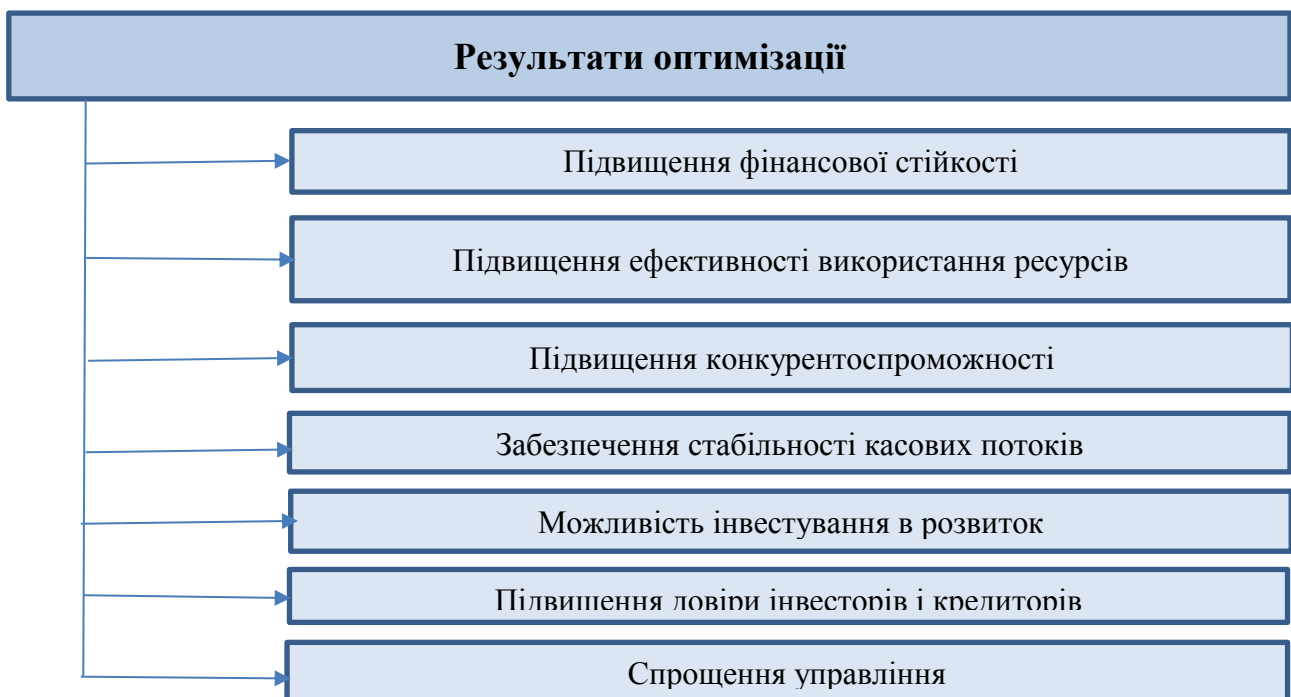 Результати оптимізації
Підвищення фінансової стійкості
Підвищення ефективності використання ресурсів
Підвищення конкурентоспроможності
Забезпечення стабільності касових потоків
Можливість інвестування в розвиток
Підвищення довіри інвесторів і кредиторів
Спрощення управління